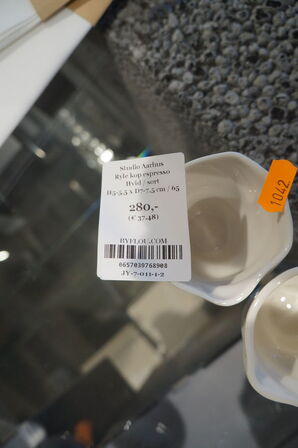 Studio Aarhus
Ryle kop espresso
Hvid / sort
H5-5,5 x D7-7,5 cm / 65
280,-
(€ 37.48)
BYFLOU.COM
0657039768908
JY-7-011-1-2
1042